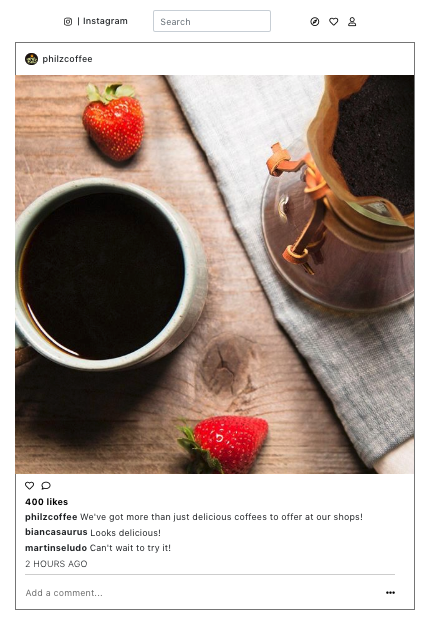 | Instagram
Search
philzcoffee
400 likes
philzcoffee We've got more than just delicious coffees to offer at our shops!
biancasaurus Looks delicious!
martinseludo Can't wait to try it!
2 HOURS AGO
Add a comment...